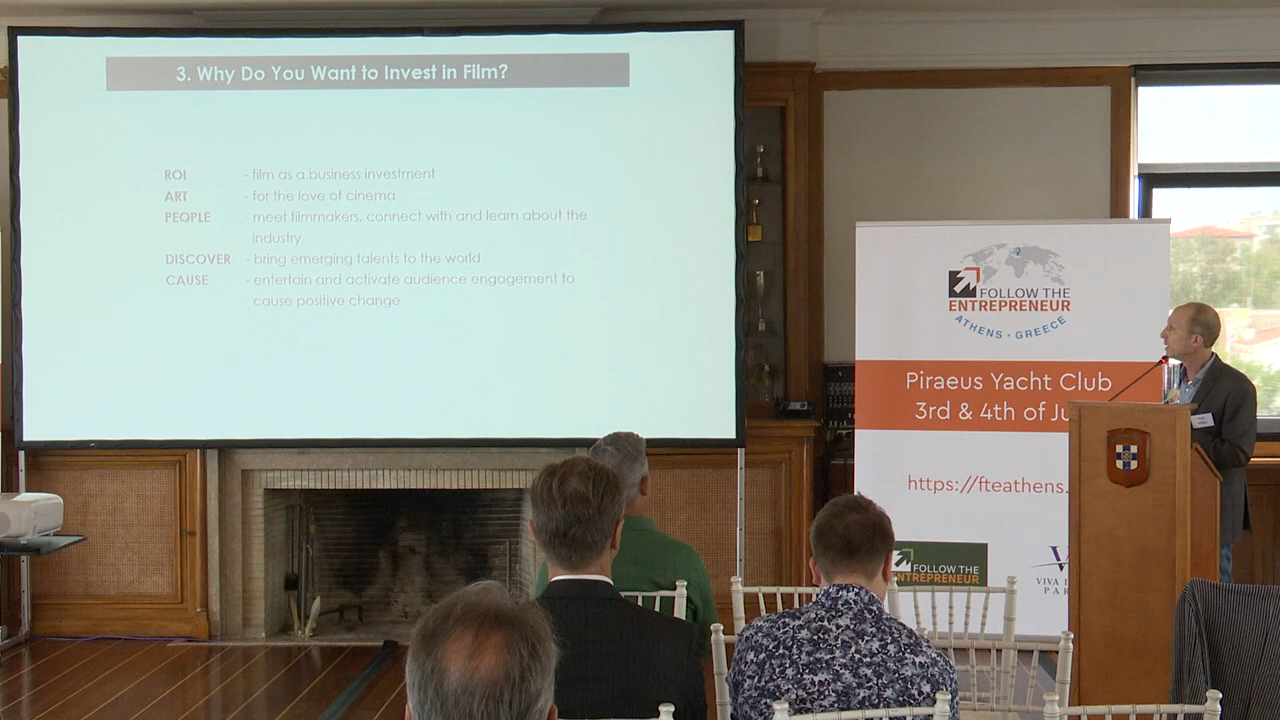 3. Why Do You Want to Invest in Film?
ROI - film as a business investment
ART - for the love of cinema
PEOPLE - meet filmmakers, connect with and learn about the
industry
DISCOVER - bring emerging talents to the world
CAUSE - entertain and activate audience engagement to
cause positive change
FOLLOW THE
ENTREPRENEUR
ATHENS · GREECE
Piraeus Yacht Club
3rd & 4th of Ju
https://fteathens.
FOLLOW THE
ENTREPRENEUR
V
VIVA
PAR